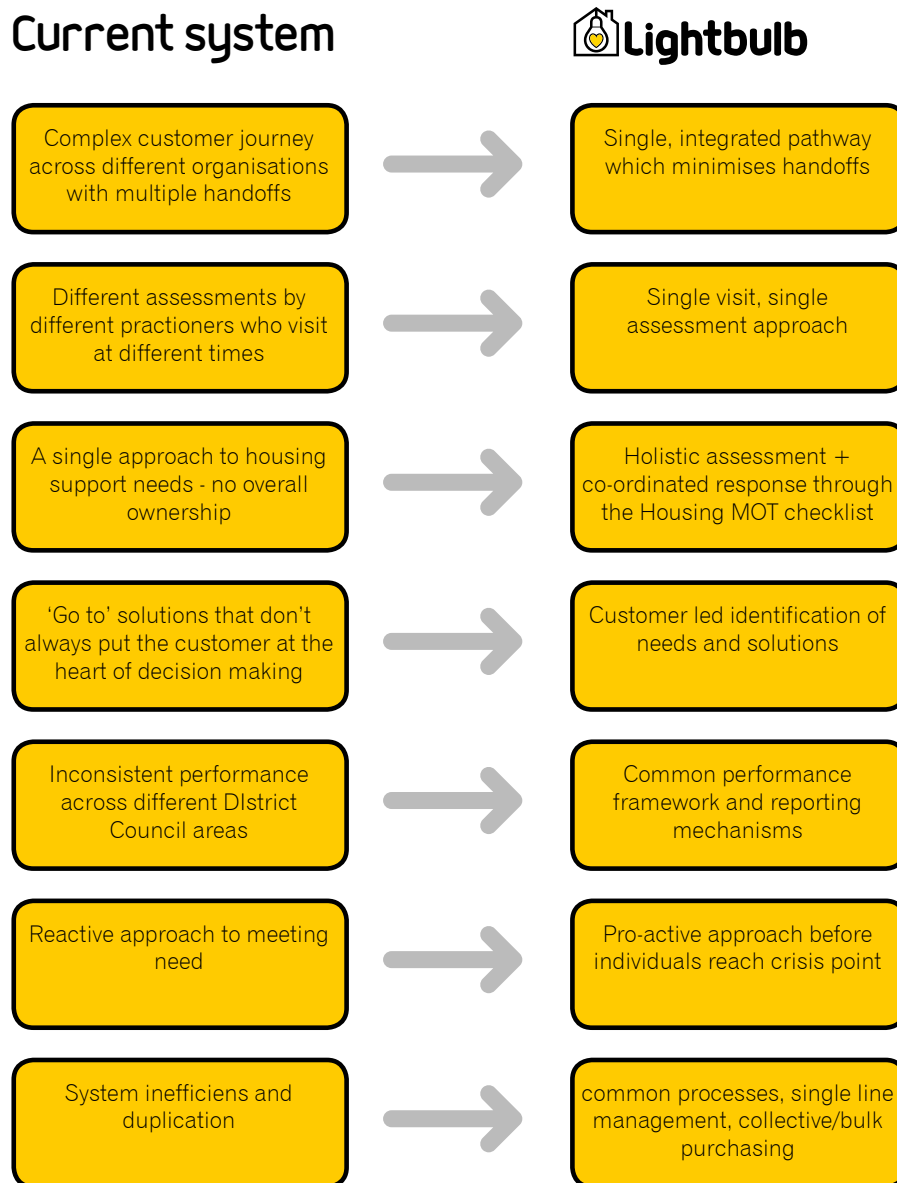 Current system
Lightbulb
Complex customer journey
across different organisations
with multiple handoffs
Single, integrated pathway
which minimises handoffs
Different assessments by
different practioners who visit
at different times
Single visit, single
assessment approach
A single approach to housing
support needs - no overall
ownership
Holistic assessment +
co-ordinated response through
the Housing MOT checklist
‘Go to’ solutions that don’t
always put the customer at the
heart of decision making
Customer led identification of
needs and solutions
Inconsistent performance
across different DIstrict
Council areas
Common performance
framework and reporting
mechanisms
Reactive approach to meeting
need
Pro-active approach before
individuals reach crisis point
System inefficiens and
duplication
common processes, single line
management, collective/bulk
purchasing